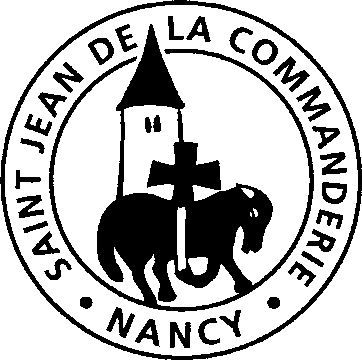 SAINT JEAN DE LA COMMANDERIE
• NANCY •